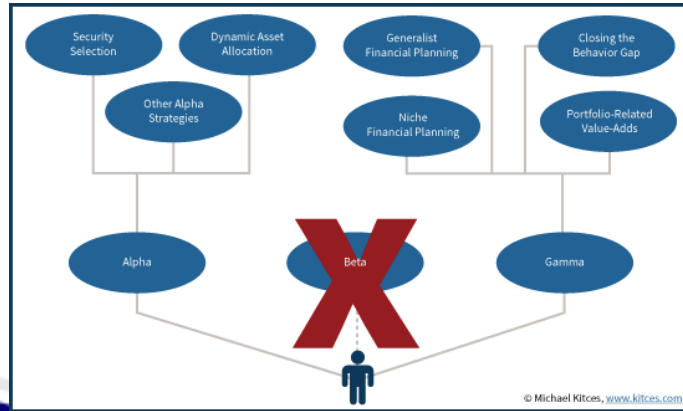 Security
Selection
Dynamic Asset
Allocation
Other Alpha
Strategies
Generalist
Financial Planning
Closing the
Behavior Gap
Niche
Financial Planning
Portfolio-Related
Value-Adds
Alpha
Beta
Gamma
© Michael Kitces, www.kitces.com